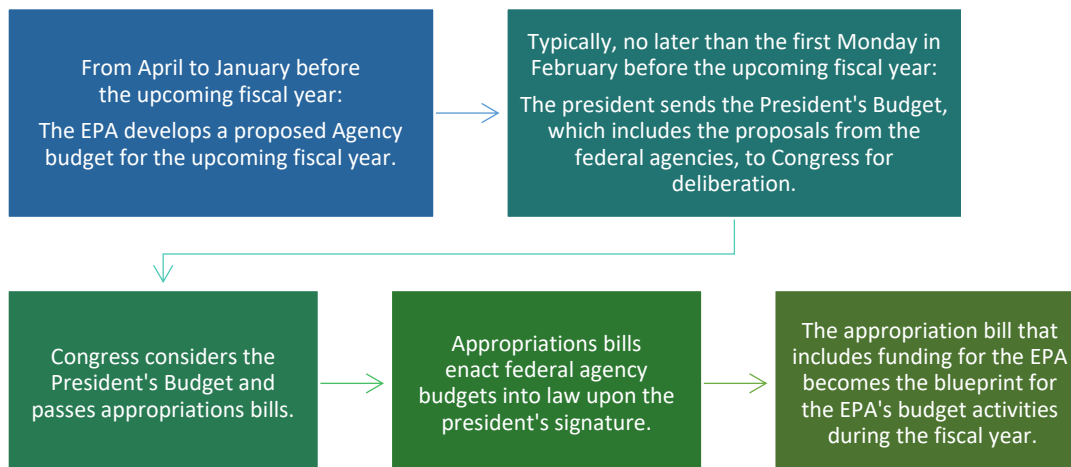 From April to January before
the upcoming fiscal year:
The EPA develops a proposed Agency
budget for the upcoming fiscal year.
Typically, no later than the first Monday in
February before the upcoming fiscal year:
The president sends the President's Budget,
which includes the proposals from the
federal agencies, to Congress for
deliberation.
Congress considers the
President's Budget and
passes appropriations bills.
Appropriations bills
enact federal agency
budgets into law upon the
president's signature.
The appropriation bill that
includes funding for the EPA
becomes the blueprint for
the EPA's budget activities
during the fiscal year.